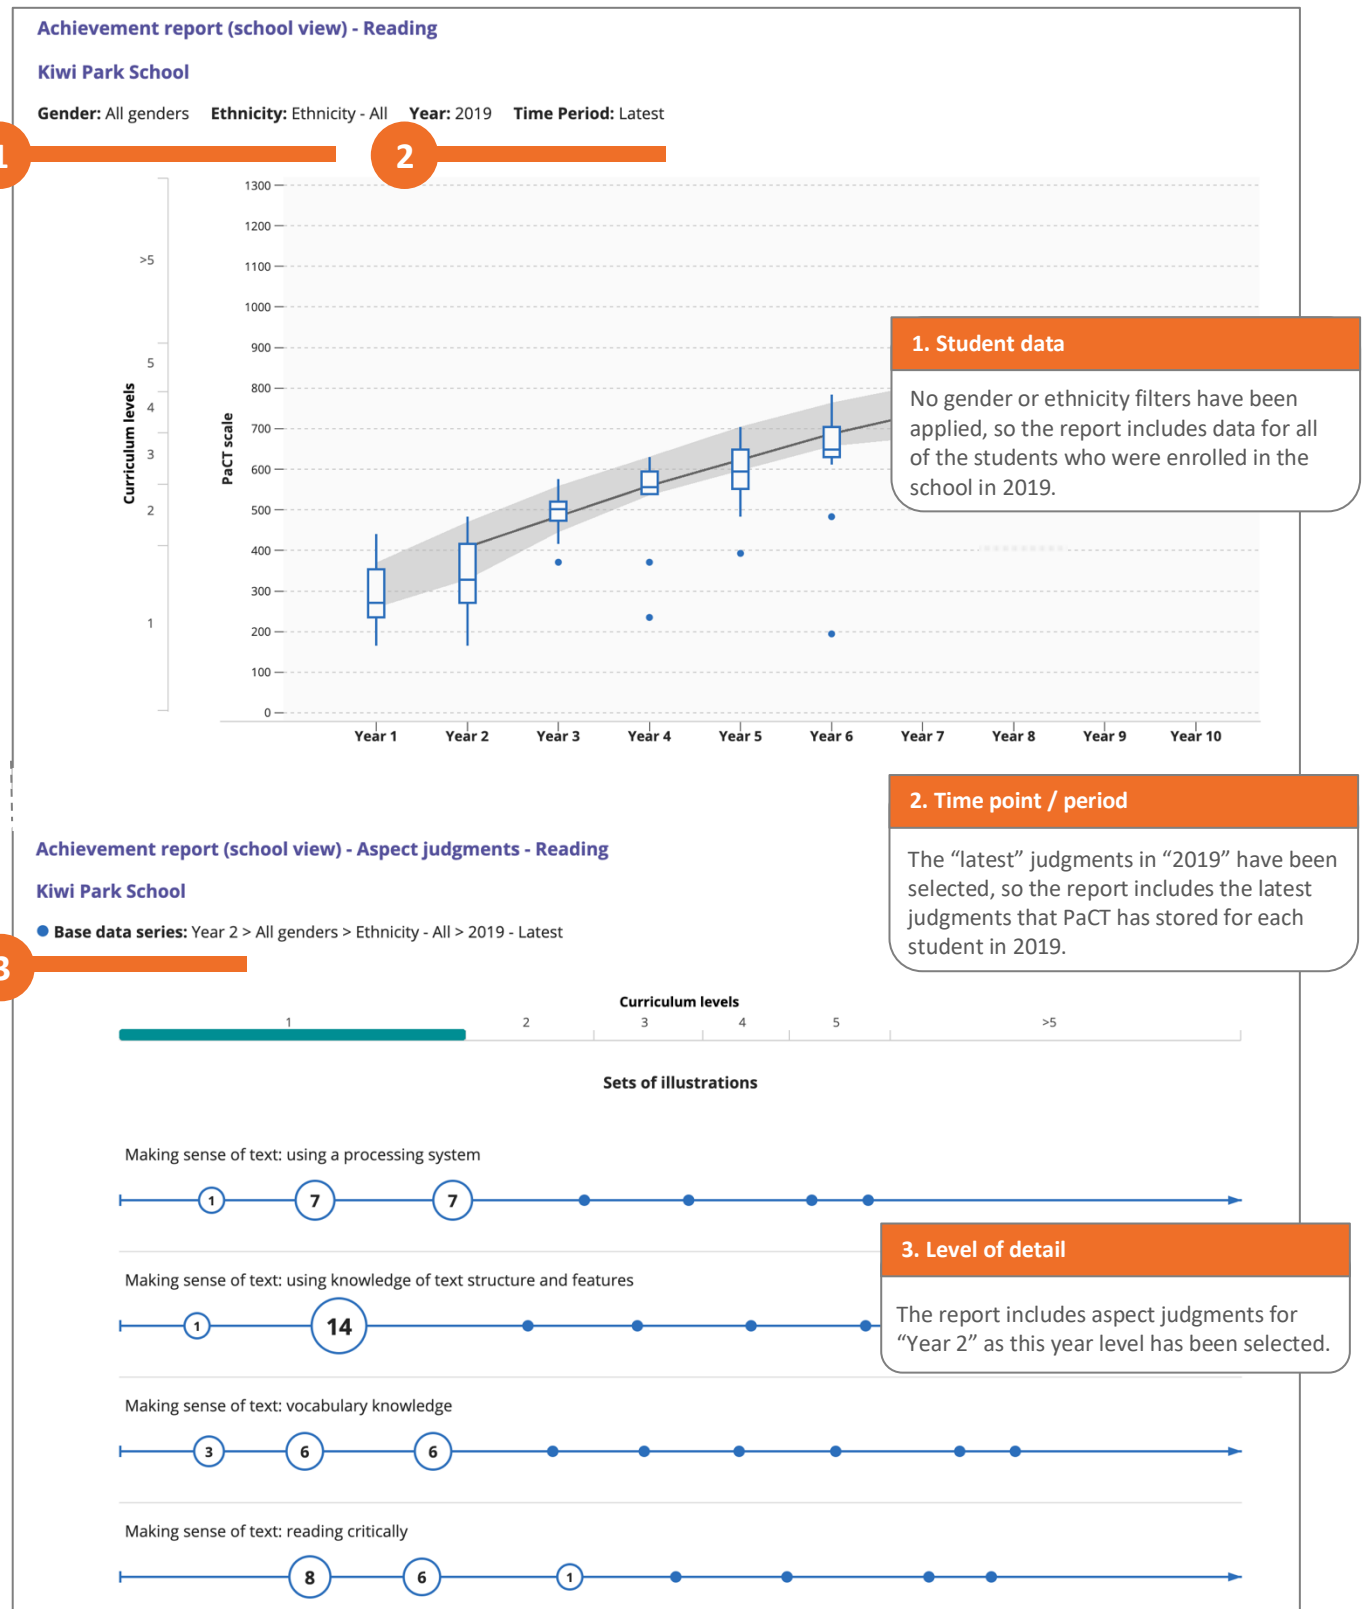 Achievement report (school view) - Reading
Kiwi Park School
Gender: All genders Ethnicity: Ethnicity - All Year: 2019 Time Period: Latest
1
2
1300
1200
1100
1000
900
800
700
600
500
400
300
200
100
0
>5
5
4
3
2
1
Curriculum levels
PaCT scale
Year 1 Year 2 Year 3 Year 4 Year 5 Year 6 Year 7 Year 8 Year 9 Year 10
1. Student data
No gender or ethnicity filters have been
applied, so the report includes data for all
of the students who were enrolled in the
school in 2019.
2. Time point / period
The “latest” judgments in “2019” have been
selected, so the report includes the latest
judgments that PaCT has stored for each
student in 2019.
Achievement report (school view) - Aspect judgments - Reading
Kiwi Park School
Base data series: Year 2 > All genders > Ethnicity - All > 2019 - Latest
3
Curriculum levels
1 2 3 4 5 >5
Sets of illustrations
Making sense of text: using a processing system
1 7 7
3. Level of detail
The report includes aspect judgments for
“Year 2” as this year level has been selected.
Making sense of text: using knowledge of text structure and features
1 14
Making sense of text: vocabulary knowledge
3 6 6
Making sense of text: reading critically
8 6 1